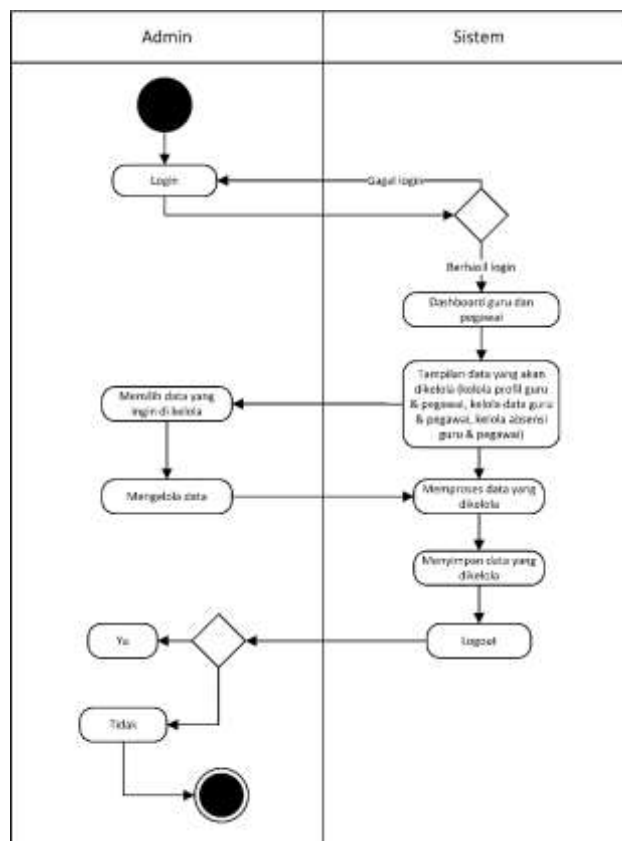 Admin
Sistem
Login
Gagal login
Berhasil login
Dashboard guru dan
pegawai
Tampilan data yang akan
dikelola (kelola profil guru
& pegawai, kelola data guru
& pegawai, kelola absensi
guru & pegawai)
Memilih data yang
ingin di kelola
Mengelola data
Memproses data yang
dikelola
Menyimpan data yang
dikelola
Logout
Ya
Tidak